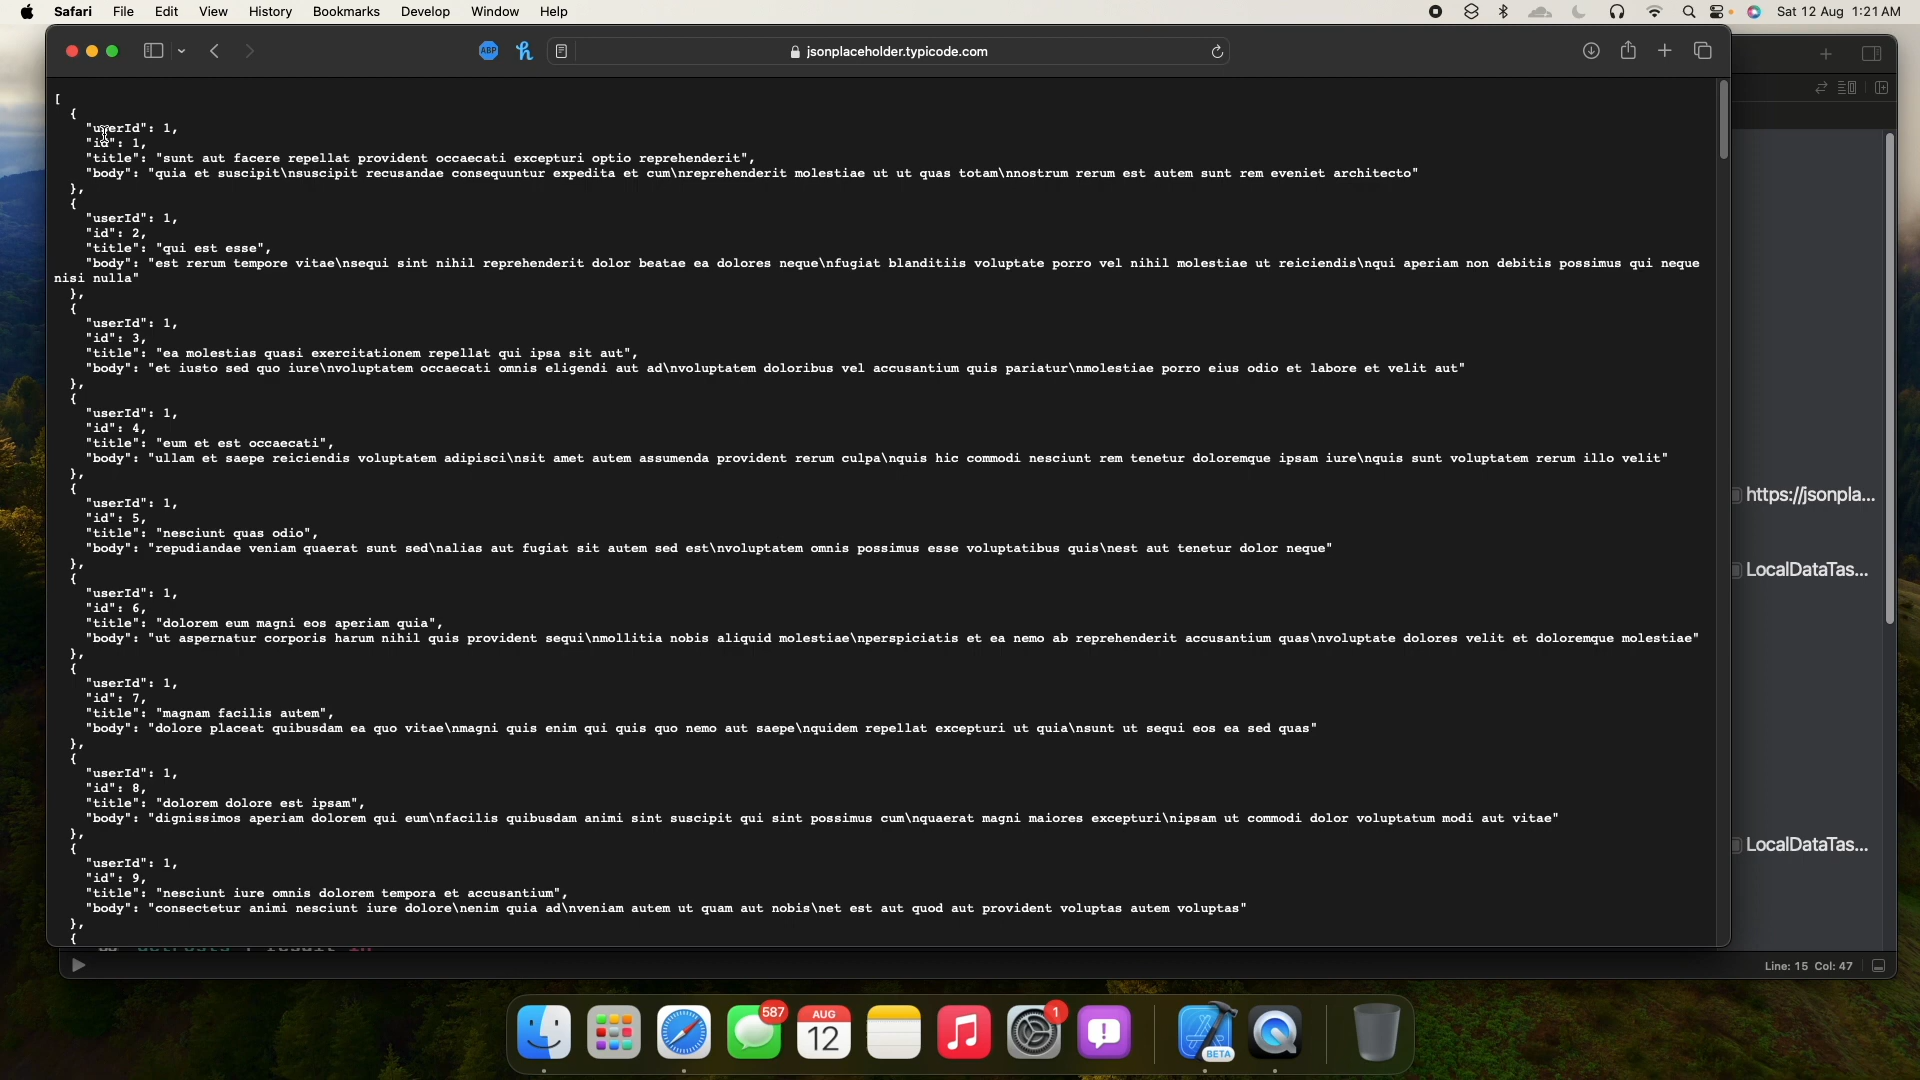 Safari File Edit View History Bookmarks Develop Window Help Sat 12 Aug 1:21 AM
ABP jsonplaceholder.typicode.com
[
{
"userId": 1,
"id": 1,
"title": "sunt aut facere repellat provident occaecati excepturi optio reprehenderit",
"body": "quia et suscipit\nsuscipit recusandae consequuntur expedita et cum\nreprehenderit molestiae ut ut quas totam\nnostrum rerum est autem sunt rem eveniet architecto"
},
{
"userId": 1,
"id": 2,
"title": "qui est esse",
"body": "est rerum tempore vitae\nsequi sint nihil reprehenderit dolor beatae ea dolores neque\nfugiat blanditiis voluptate porro vel nihil molestiae ut reiciendis\nqui aperiam non debitis possimus qui neque
nisi nulla"
},
{
"userId": 1,
"id": 3,
"title": "ea molestias quasi exercitationem repellat qui ipsa sit aut",
"body": "et iusto sed quo iure\nvoluptatem occaecati omnis eligendi aut ad\nvoluptatem doloribus vel accusantium quis pariatur\nmolestiae porro eius odio et labore et velit aut"
},
{
"userId": 1,
"id": 4,
"title": "eum et est occaecati",
"body": "ullam et saepe reiciendis voluptatem adipisci\nsit amet autem assumenda provident rerum culpa\nquis hic commodi nesciunt rem tenetur doloremque ipsam iure\nquis sunt voluptatem rerum illo velit"
},
{
"userId": 1,
"id": 5,
"title": "nesciunt quas odio",
"body": "repudiandae veniam quaerat sunt sed\nalias aut fugiat sit autem sed est\nvoluptatem omnis possimus esse voluptatibus quis\nest aut tenetur dolor neque"
},
{
"userId": 1,
"id": 6,
"title": "dolorem eum magni eos aperiam quia",
"body": "ut aspernatur corporis harum nihil quis provident sequi\nmollitia nobis aliquid molestiae\nperspiciatis et ea nemo ab reprehenderit accusantium quas\nvoluptate dolores velit et doloremque molestiae"
},
{
"userId": 1,
"id": 7,
"title": "magnam facilis autem",
"body": "dolore placeat quibusdam ea quo vitae\nmagni quis enim qui quis quo nemo aut saepe\nquidem repellat excepturi ut quia\nsunt ut sequi eos ea sed quas"
},
{
"userId": 1,
"id": 8,
"title": "dolorem dolore est ipsam",
"body": "dignissimos aperiam dolorem qui eum\nfacilis quibusdam animi sint suscipit qui sint possimus cum\nquaerat magni maiores excepturi\nipsam ut commodi dolor voluptatum modi aut vitae"
},
{
"userId": 1,
"id": 9,
"title": "nesciunt iure omnis dolorem tempora et accusantium",
"body": "consectetur animi nesciunt iure dolore\nenim quia ad\nveniam autem ut quam aut nobis\net est aut quod aut provident voluptas autem voluptas"
},
{
https://jsonpla...
LocalDataTas...
LocalDataTas...
Line: 15 Col: 47
587
AUG
12
1
BETA